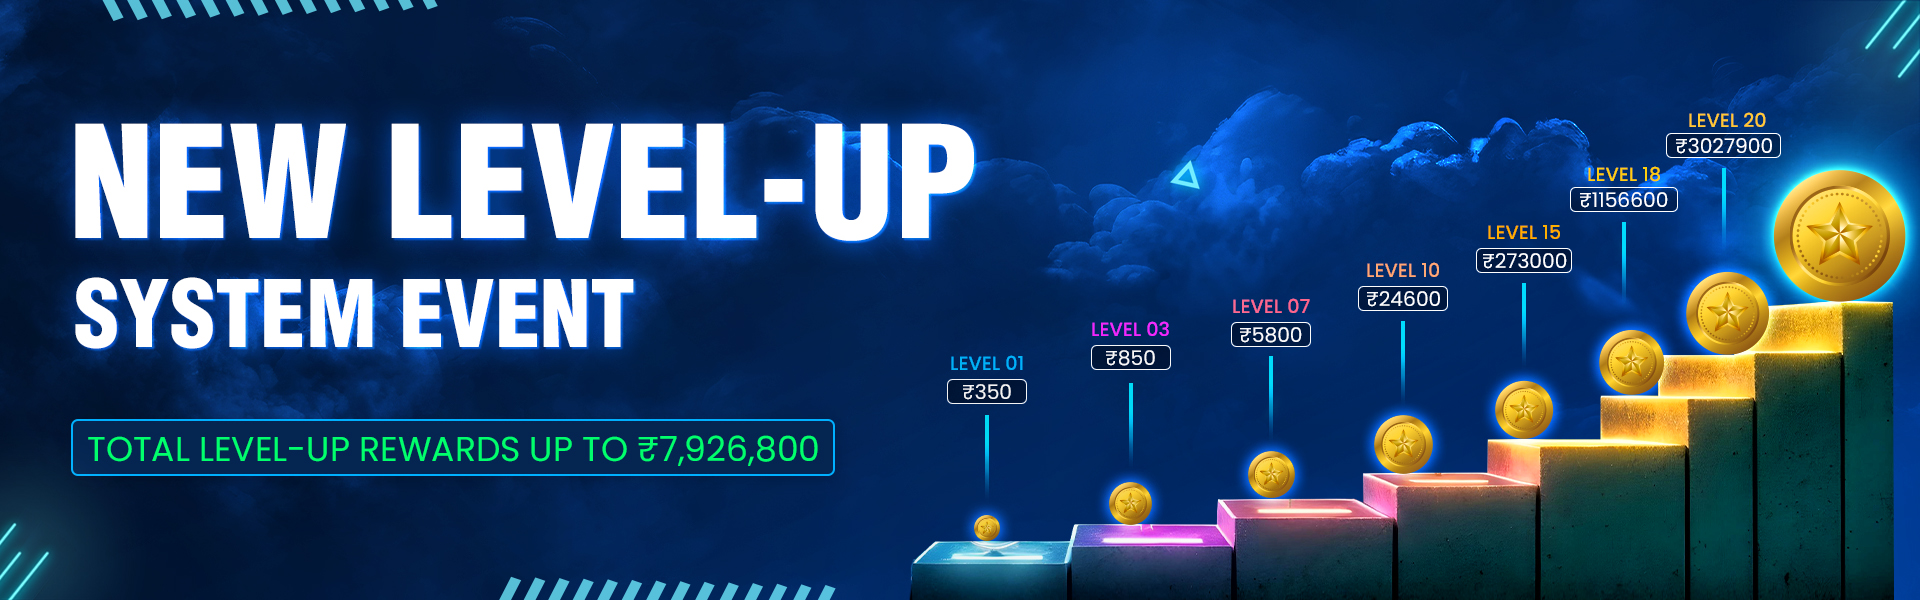 NEW LEVEL-UP
SYSTEM EVENT
TOTAL LEVEL-UP REWARDS UP TO ₹7,926,800
LEVEL 01
₹350
LEVEL 03
₹850
LEVEL 07
₹5800
LEVEL 10
₹24600
LEVEL 15
₹273000
LEVEL 18
₹1156600
LEVEL 20
₹3027900